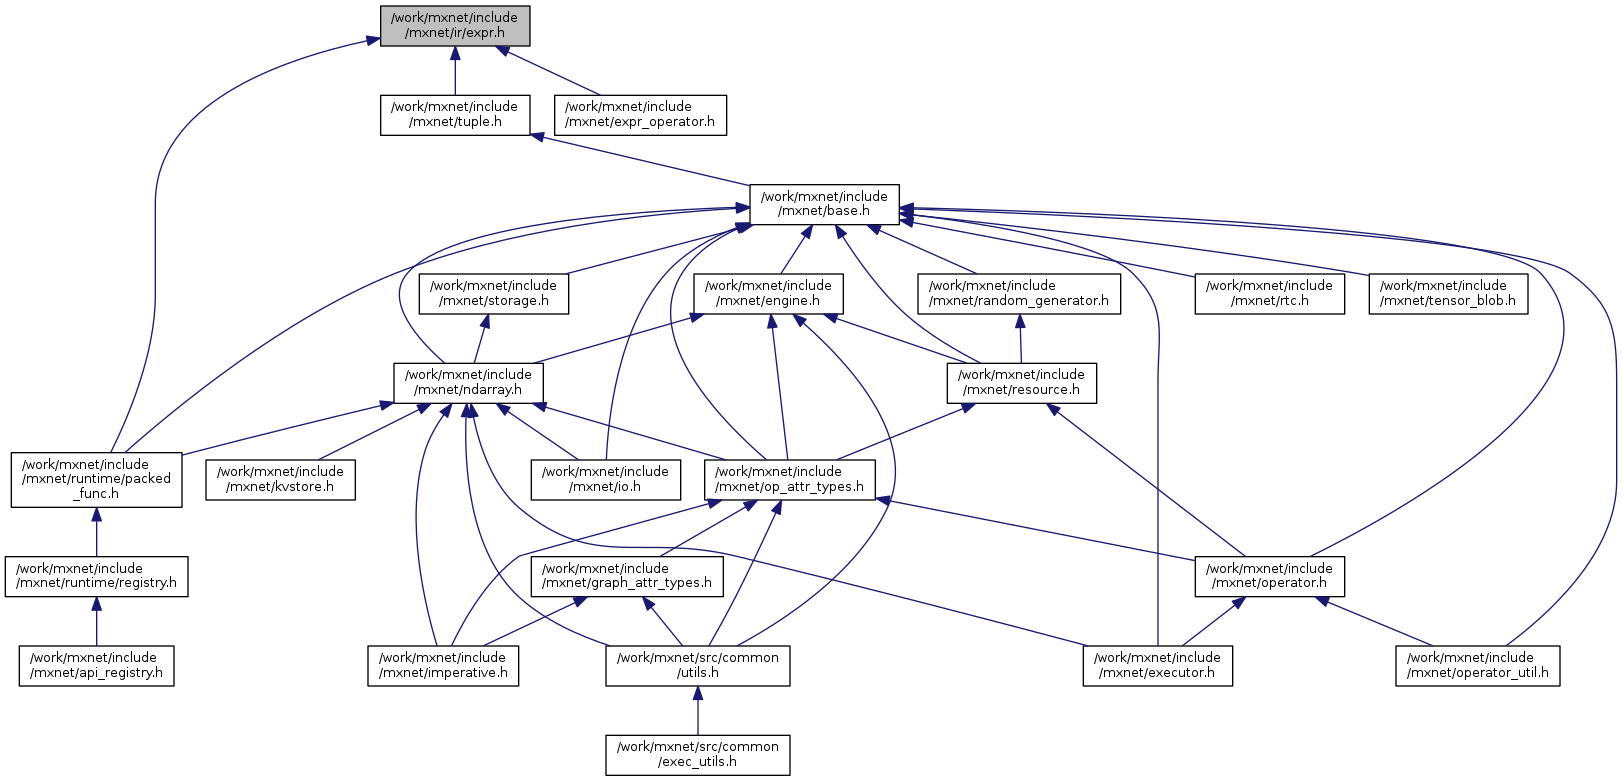 /work/mxnet/include
/mxnet/ir/expr.h
/work/mxnet/include
/mxnet/tuple.h
/work/mxnet/include
/mxnet/expr_operator.h
/work/mxnet/include
/mxnet/base.h
/work/mxnet/include
/mxnet/storage.h
/work/mxnet/include
/mxnet/engine.h
/work/mxnet/include
/mxnet/random_generator.h
/work/mxnet/include
/mxnet/rtc.h
/work/mxnet/include
/mxnet/tensor_blob.h
/work/mxnet/include
/mxnet/ndarray.h
/work/mxnet/include
/mxnet/resource.h
/work/mxnet/include
/mxnet/runtime/packed
_func.h
/work/mxnet/include
/mxnet/kvstore.h
/work/mxnet/include
/mxnet/io.h
/work/mxnet/include
/mxnet/op_attr_types.h
/work/mxnet/include
/mxnet/runtime/registry.h
/work/mxnet/include
/mxnet/graph_attr_types.h
/work/mxnet/include
/mxnet/operator.h
/work/mxnet/include
/mxnet/api_registry.h
/work/mxnet/include
/mxnet/imperative.h
/work/mxnet/src/common
/utils.h
/work/mxnet/include
/mxnet/executor.h
/work/mxnet/include
/mxnet/operator_util.h
/work/mxnet/src/common
/exec_utils.h